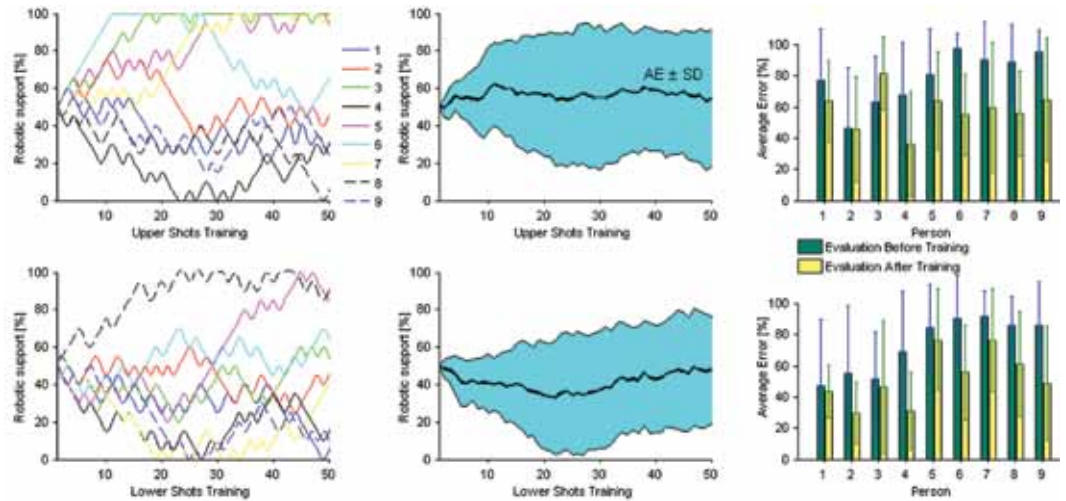 Robotic support [%]
100
80
60
40
20
0
10 20 30 40 50
Upper Shots Training
1
2
3
4
5
6
7
8
9
Robotic support [%]
100
80
60
40
20
0
AE ± SD
10 20 30 40 50
Upper Shots Training
Average Error [%]
100
80
60
40
20
0
1 2 3 4 5 6 7 8 9
Person
Evaluation Before Training
Evaluation After Training
Robotic support [%]
100
80
60
40
20
0
10 20 30 40 50
Lower Shots Training
Robotic support [%]
100
80
60
40
20
0
10 20 30 40 50
Lower Shots Training
Average Error [%]
100
80
60
40
20
0
1 2 3 4 5 6 7 8 9
Person